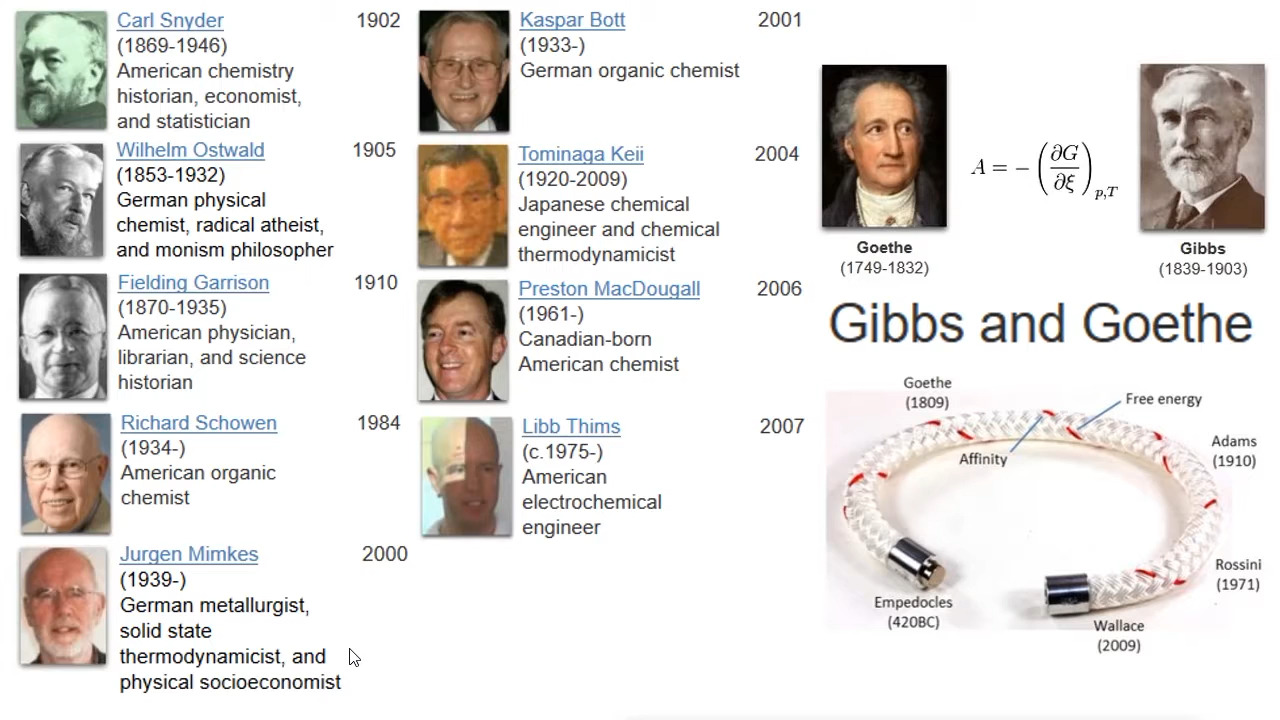 Carl Snyder 1902
(1869-1946)
American chemistry
historian, economist,
and statistician
Wilhelm Ostwald 1905
(1853-1932)
German physical
chemist, radical atheist,
and monism philosopher
Fielding Garrison 1910
(1870-1935)
American physician,
librarian, and science
historian
Richard Schowen 1984
(1934-)
American organic
chemist
Jurgen Mimkes 2000
(1939-)
German metallurgist,
solid state
thermodynamicist, and
physical socioeconomist
Kaspar Bott 2001
(1933-)
German organic chemist
Tominaga Keii 2004
(1920-2009)
Japanese chemical
engineer and chemical
thermodynamicist
Preston MacDougall 2006
(1961-)
Canadian-born
American chemist
Libb Thims 2007
(c.1975-)
American
electrochemical
engineer
A = − (∂G/∂ξ)p,T
Goethe
(1749-1832)
Gibbs
(1839-1903)
Gibbs and Goethe
Goethe
(1809)
Free energy
Affinity
Adams
(1910)
Rossini
(1971)
Empedocles
(420BC)
Wallace
(2009)